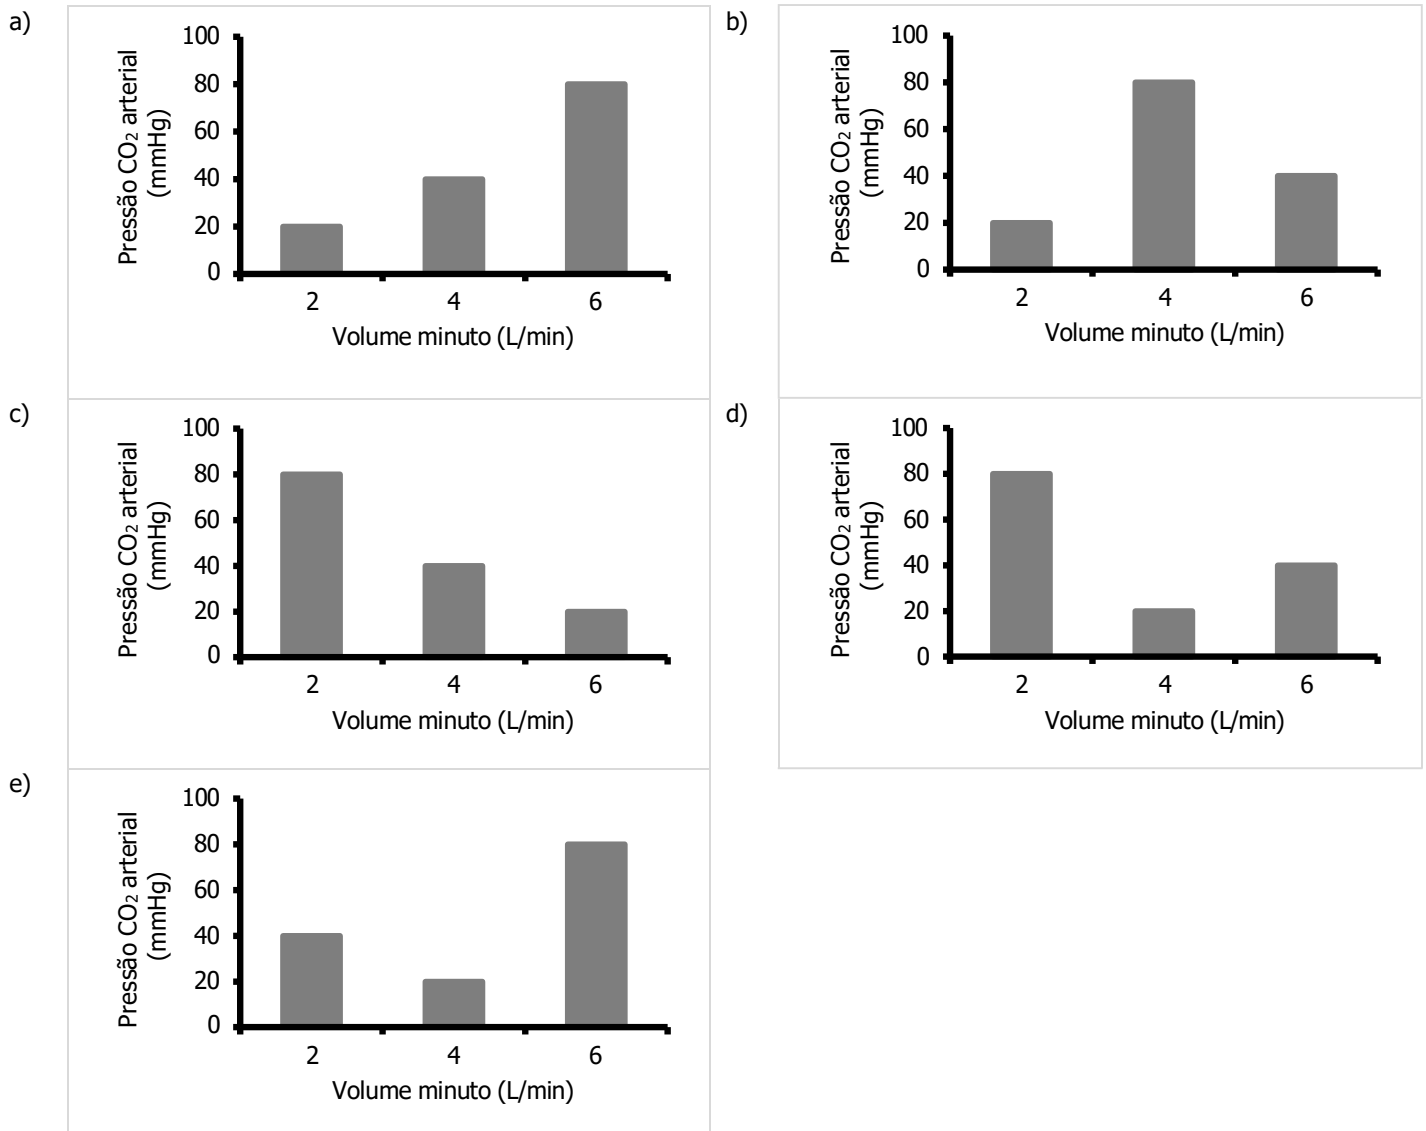 a)
Pressão CO₂ arterial
(mmHg)
100
80
60
40
20
0
2 4 6
Volume minuto (L/min)
b)
Pressão CO₂ arterial
(mmHg)
100
80
60
40
20
0
2 4 6
Volume minuto (L/min)
c)
Pressão CO₂ arterial
(mmHg)
100
80
60
40
20
0
2 4 6
Volume minuto (L/min)
d)
Pressão CO₂ arterial
(mmHg)
100
80
60
40
20
0
2 4 6
Volume minuto (L/min)
e)
Pressão CO₂ arterial
(mmHg)
100
80
60
40
20
0
2 4 6
Volume minuto (L/min)